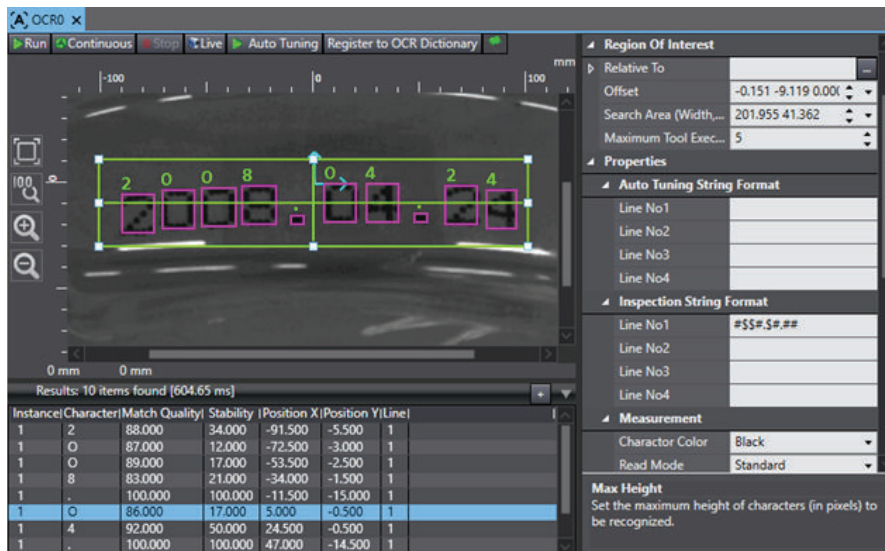 OCR0 ×
Run Continuous Stop Live Auto Tuning Register to OCR Dictionary
mm
-100 0 100
100
0
2 O O 8 . O 4 . 2 4
2008.04.24
0 mm 0 mm
Results: 10 items found [604.65 ms] +
Instance|Character|Match Quality|Stability|Position X|Position Y|Line|
1 2 88.000 34.000 -91.500 -5.500 1
1 O 87.000 12.000 -72.500 -3.000 1
1 O 89.000 17.000 -53.500 -2.500 1
1 8 83.000 21.000 -34.000 -1.500 1
1 . 100.000 100.000 -11.500 -15.000 1
1 O 86.000 17.000 5.000 -0.500 1
1 4 92.000 50.000 24.500 -0.500 1
1 . 100.000 100.000 47.000 -14.500 1
Region Of Interest
Relative To ...
Offset -0.151 -9.119 0.00(
Search Area (Width,... 201.955 41.362
Maximum Tool Exec... 5
Properties
Auto Tuning String Format
Line No1
Line No2
Line No3
Line No4
Inspection String Format
Line No1 #$$#.$#.##
Line No2
Line No3
Line No4
Measurement
Charactor Color Black
Read Mode Standard
Max Height
Set the maximum height of characters (in pixels) to
be recognized.